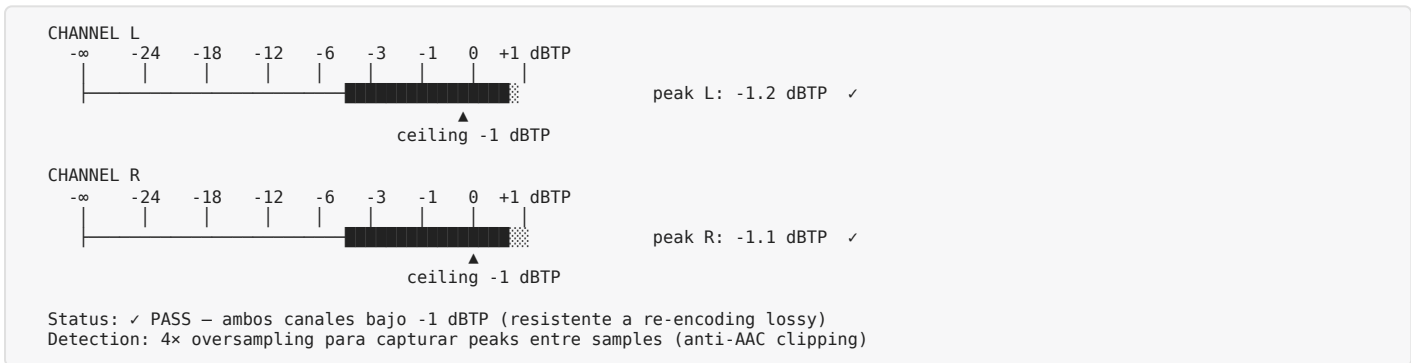 CHANNEL L
-∞ -24 -18 -12 -6 -3 -1 0 +1 dBTP
peak L: -1.2 dBTP ✓
▲
ceiling -1 dBTP
CHANNEL R
-∞ -24 -18 -12 -6 -3 -1 0 +1 dBTP
peak R: -1.1 dBTP ✓
▲
ceiling -1 dBTP
Status: ✓ PASS — ambos canales bajo -1 dBTP (resistente a re-encoding lossy)
Detection: 4× oversampling para capturar peaks entre samples (anti-AAC clipping)